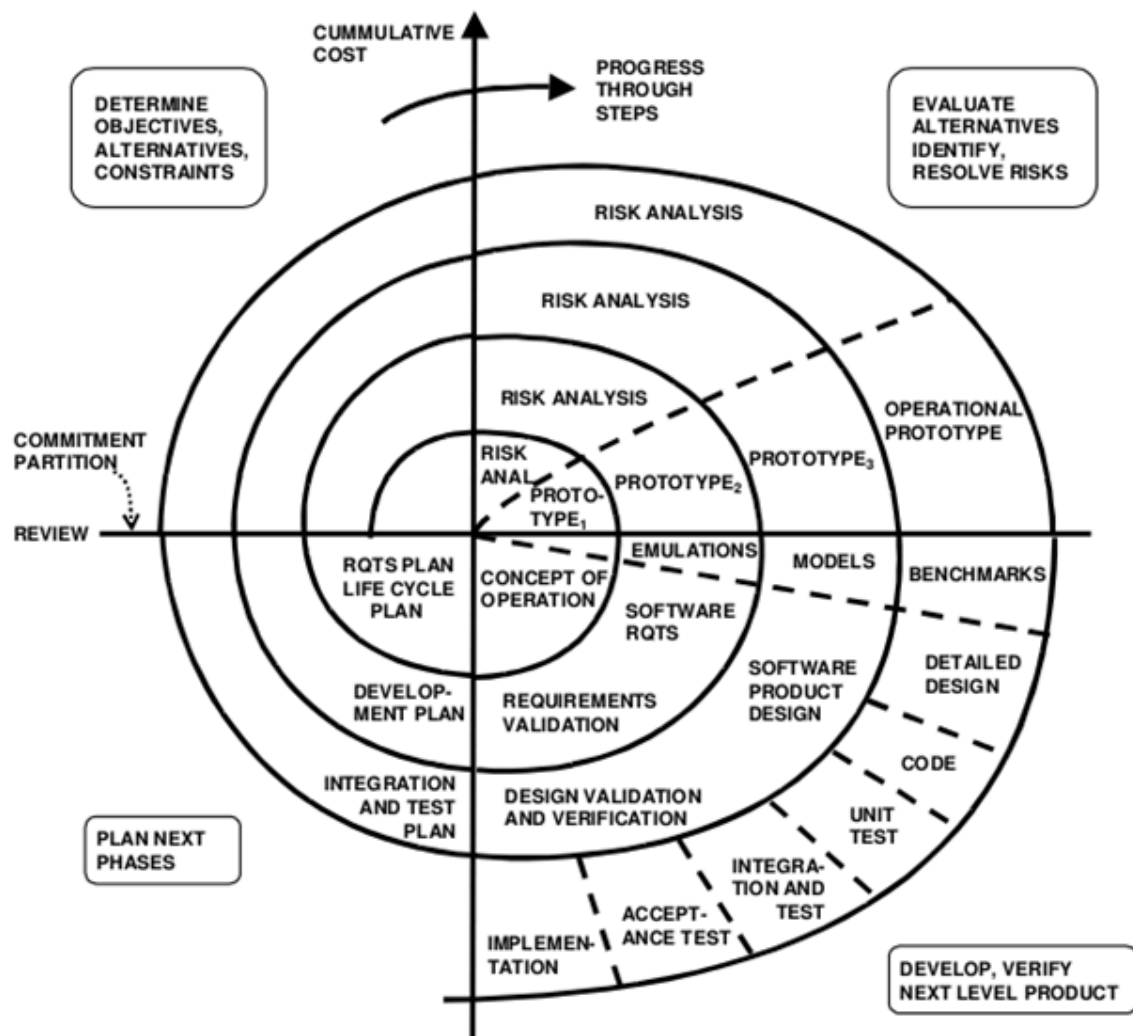 CUMMULATIVE
COST
PROGRESS
THROUGH
STEPS
DETERMINE
OBJECTIVES,
ALTERNATIVES,
CONSTRAINTS
EVALUATE
ALTERNATIVES
IDENTIFY,
RESOLVE RISKS
RISK ANALYSIS
RISK ANALYSIS
RISK ANALYSIS
RISK
ANAL.
PROTO-
TYPE₁
PROTOTYPE₂
PROTOTYPE₃
OPERATIONAL
PROTOTYPE
COMMITMENT
PARTITION
REVIEW
EMULATIONS
MODELS
BENCHMARKS
RQTS PLAN
LIFE CYCLE
PLAN
CONCEPT OF
OPERATION
SOFTWARE
RQTS
SOFTWARE
PRODUCT
DESIGN
DETAILED
DESIGN
DEVELOP-
MENT PLAN
REQUIREMENTS
VALIDATION
CODE
INTEGRATION
AND TEST
PLAN
DESIGN VALIDATION
AND VERIFICATION
UNIT
TEST
PLAN NEXT
PHASES
INTEGRA-
TION AND
TEST
ACCEPT-
ANCE TEST
IMPLEMEN-
TATION
DEVELOP, VERIFY
NEXT LEVEL PRODUCT